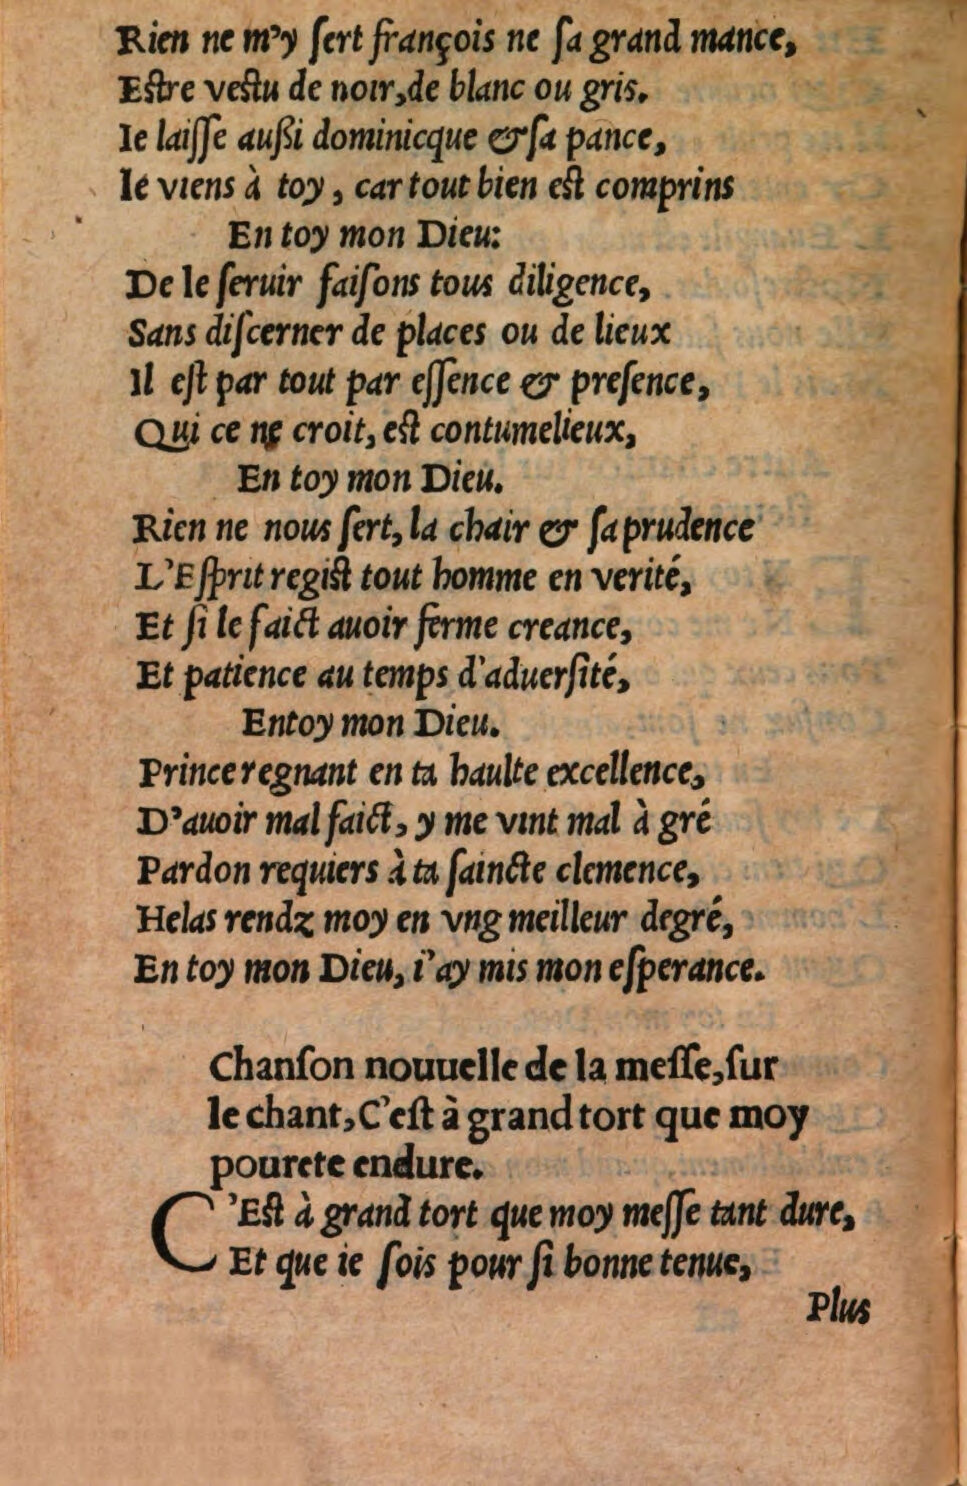 Rien ne m'y ſert françois ne ſa grand mance,
Eſtre veſtu de noir,de blanc ou gris.
Ie laiſſe außi dominicque & ſa pance,
Ie viens à toy , car tout bien eſt comprins
En toy mon Dieu:
De le ſeruir faiſons tous diligence,
Sans diſcerner de places ou de lieux
Il eſt par tout par eſſence & preſence,
Qui ce ne croit, eſt contumelieux,
En toy mon Dieu.
Rien ne nous ſert, la chair & ſa prudence
L'Eſprit regiſt tout homme en verité,
Et ſi le faict auoir ferme creance,
Et patience au temps d'aduerſité,
En toy mon Dieu.
Prince regnant en ta haulte excellence,
D'auoir mal faict, y me vint mal à gré
Pardon requiers à ta ſaincte clemence,
Helas rendz moy en vng meilleur degré,
En toy mon Dieu, i'ay mis mon eſperance.
Chanſon nouuelle de la meſſe,ſur
le chant,C'eſt à grand tort que moy
pourete endure.
C'Eſt à grand tort que moy meſſe tant dure,
Et que ie ſois pour ſi bonne tenue,
Plus